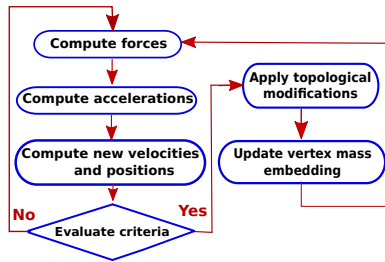 Compute forces
Compute accelerations
Compute new velocities
and positions
No
Evaluate criteria
Yes
Apply topological
modifications
Update vertex mass
embedding